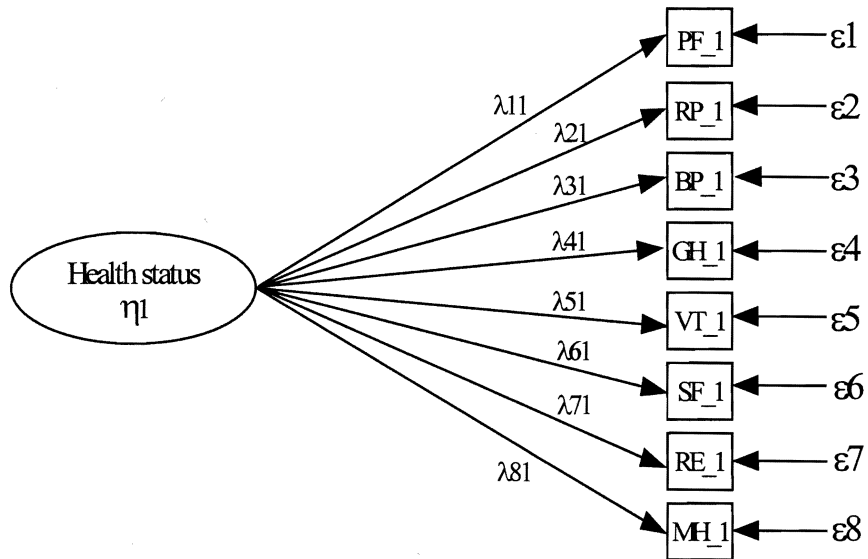 PF_1
ε1
λ11
RP_1
ε2
λ21
BP_1
ε3
λ31
GH_1
ε4
λ41
Health status
η1
VT_1
ε5
λ51
SF_1
ε6
λ61
RE_1
ε7
λ71
MH_1
ε8
λ81